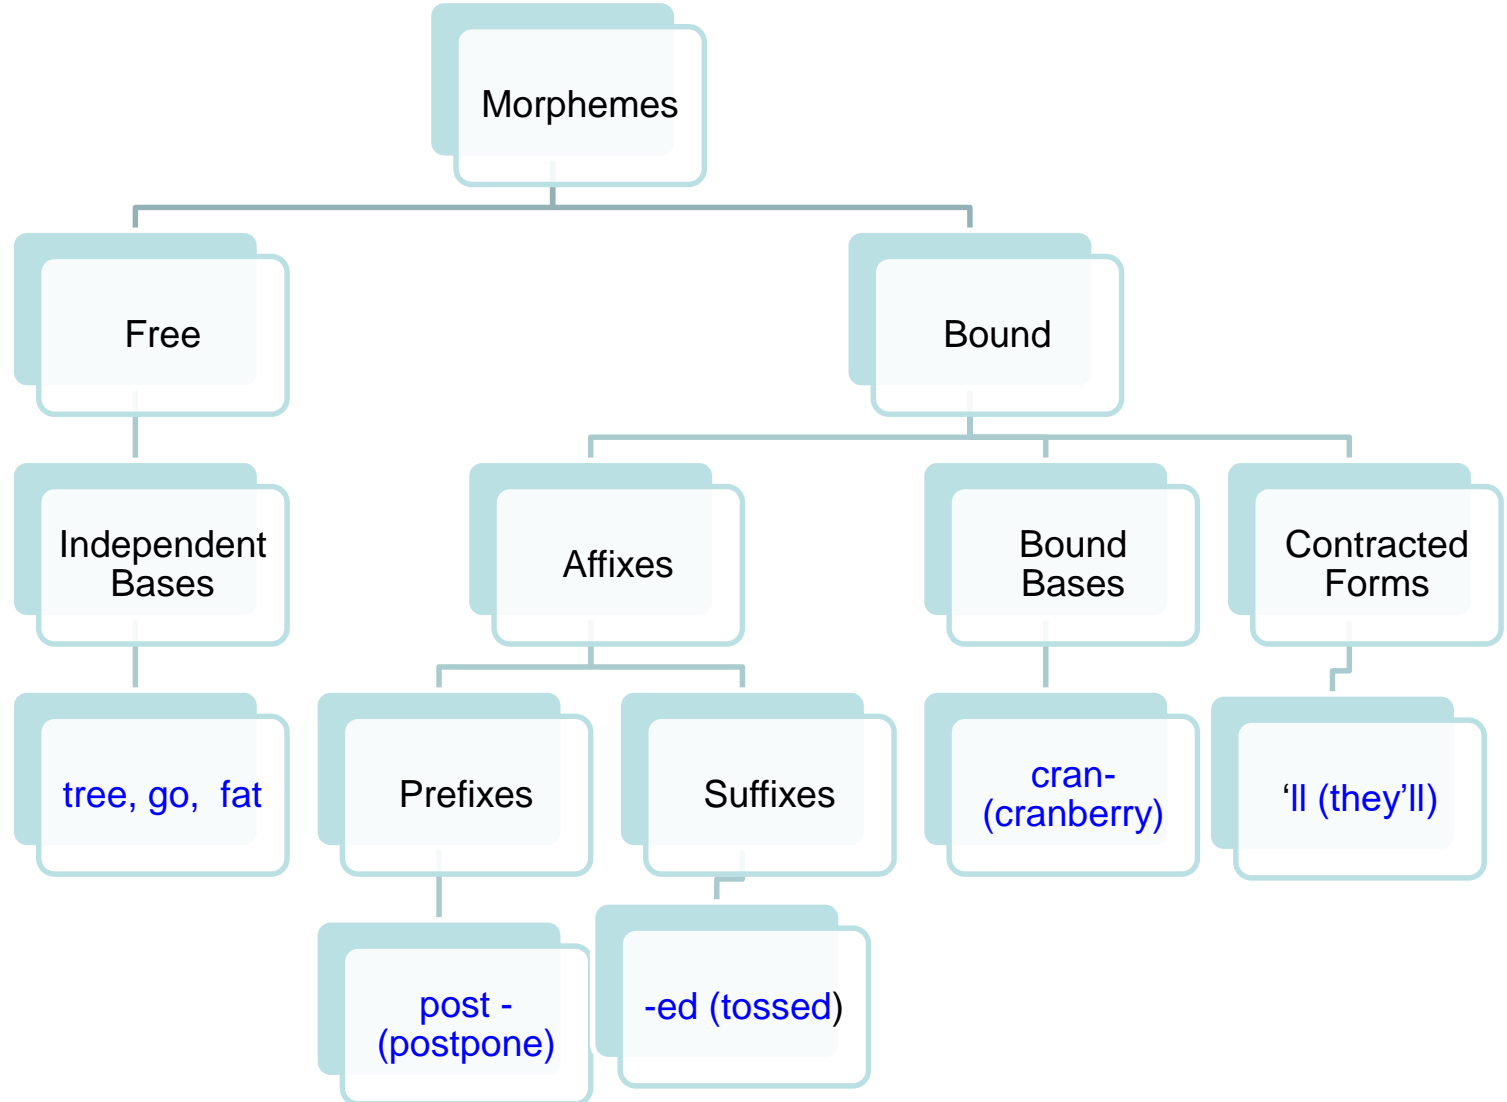 Morphemes
Free
Bound
Independent
Bases
Affixes
Bound
Bases
Contracted
Forms
tree, go,  fat
Prefixes
Suffixes
cran-
(cranberry)
‘ll (they’ll)
post -
(postpone)
-ed (tossed)